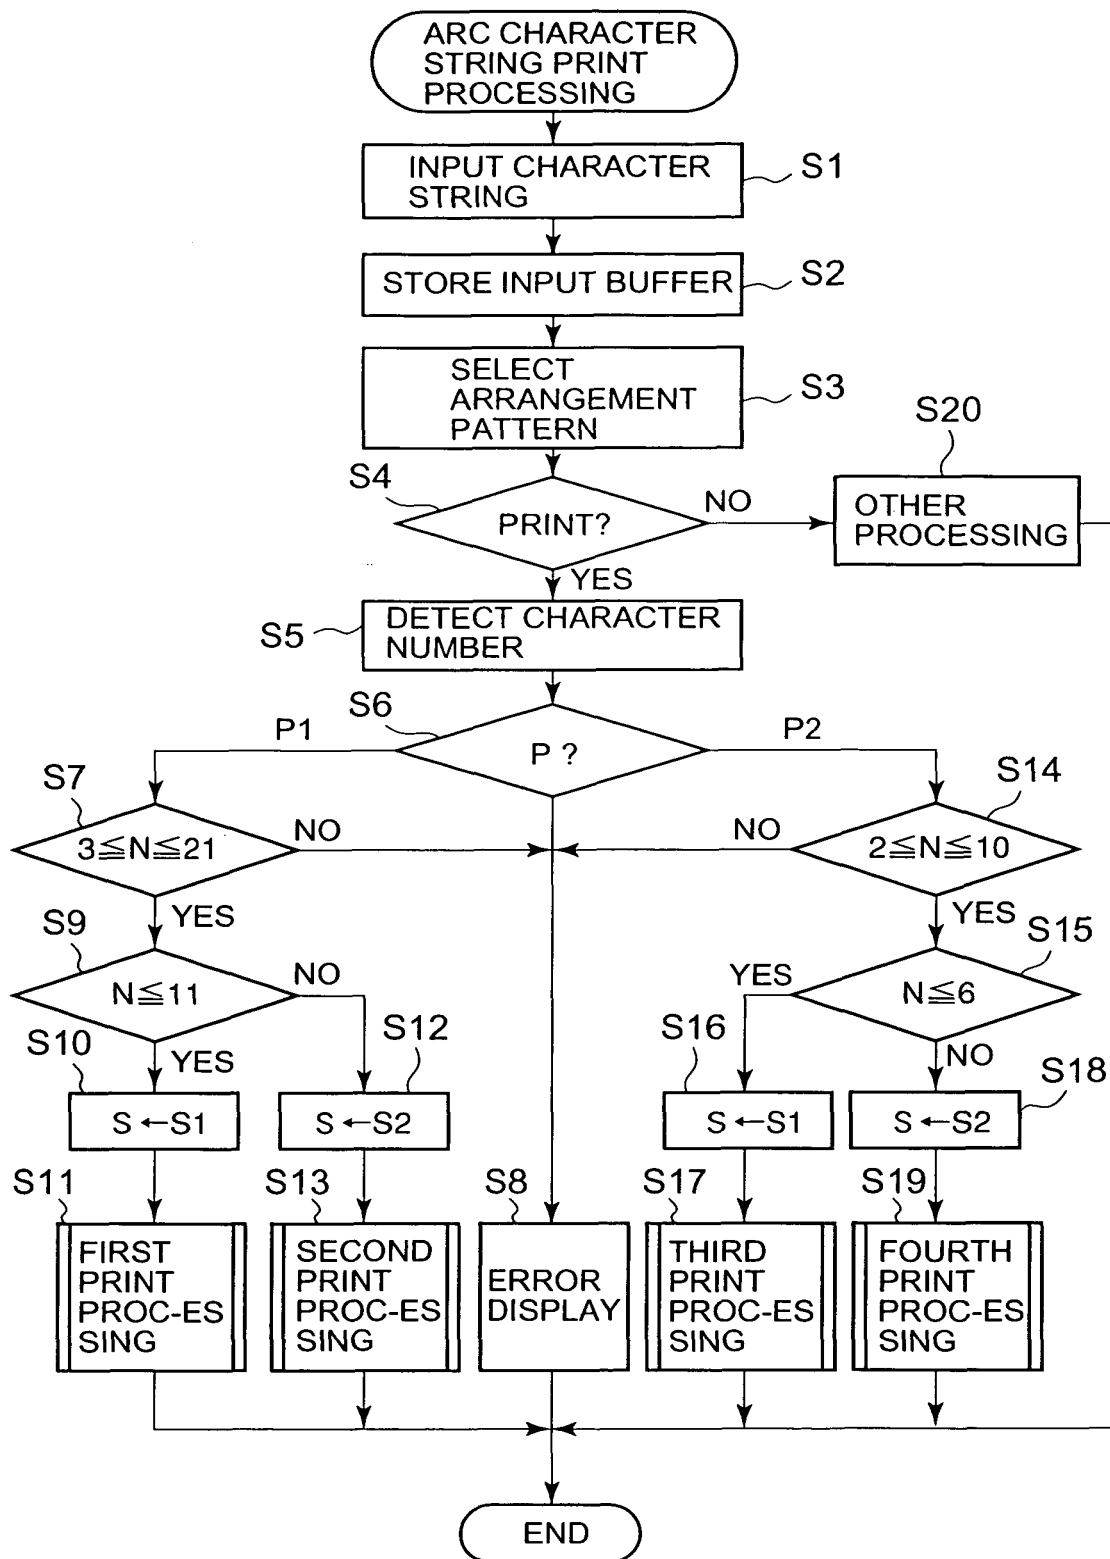 ARC CHARACTER
STRING PRINT
PROCESSING
INPUT CHARACTER
STRING
S1
STORE INPUT BUFFER
S2
SELECT
ARRANGEMENT
PATTERN
S3
S4
PRINT?
NO
S20
OTHER
PROCESSING
YES
S5
DETECT CHARACTER
NUMBER
S6
P ?
P1
P2
S7
3≦N≦21
NO
S14
2≦N≦10
NO
YES
YES
S9
N≦11
NO
S15
N≦6
YES
S10
YES
S12
S16
NO
S18
S ←S1
S ←S2
S ←S1
S ←S2
S11
S13
S8
S17
S19
FIRST
PRINT
PROC-ES
SING
SECOND
PRINT
PROC-ES
SING
ERROR
DISPLAY
THIRD
PRINT
PROC-ES
SING
FOURTH
PRINT
PROC-ES
SING
END